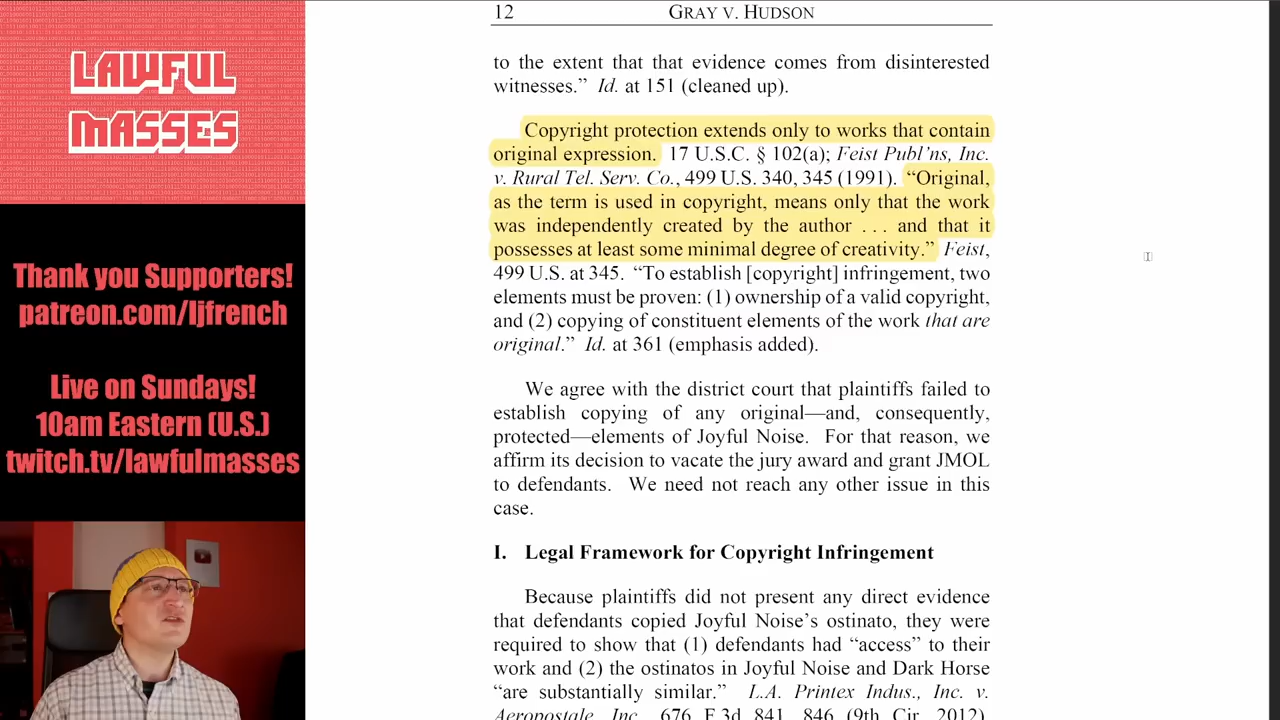 LAWFUL
MASSES
Thank you Supporters!
patreon.com/ljfrench
Live on Sundays!
10am Eastern (U.S.)
twitch.tv/lawfulmasses
12 GRAY V. HUDSON
to the extent that that evidence comes from disinterested
witnesses.” Id. at 151 (cleaned up).
Copyright protection extends only to works that contain
original expression. 17 U.S.C. § 102(a); Feist Publ’ns, Inc.
v. Rural Tel. Serv. Co., 499 U.S. 340, 345 (1991). “Original,
as the term is used in copyright, means only that the work
was independently created by the author . . . and that it
possesses at least some minimal degree of creativity.” Feist,
499 U.S. at 345. “To establish [copyright] infringement, two
elements must be proven: (1) ownership of a valid copyright,
and (2) copying of constituent elements of the work that are
original.” Id. at 361 (emphasis added).
We agree with the district court that plaintiffs failed to
establish copying of any original—and, consequently,
protected—elements of Joyful Noise. For that reason, we
affirm its decision to vacate the jury award and grant JMOL
to defendants. We need not reach any other issue in this
case.
I. Legal Framework for Copyright Infringement
Because plaintiffs did not present any direct evidence
that defendants copied Joyful Noise’s ostinato, they were
required to show that (1) defendants had “access” to their
work and (2) the ostinatos in Joyful Noise and Dark Horse
“are substantially similar.” L.A. Printex Indus., Inc. v.
Aeropostale, Inc., 676 F.3d 841, 846 (9th Cir. 2012).